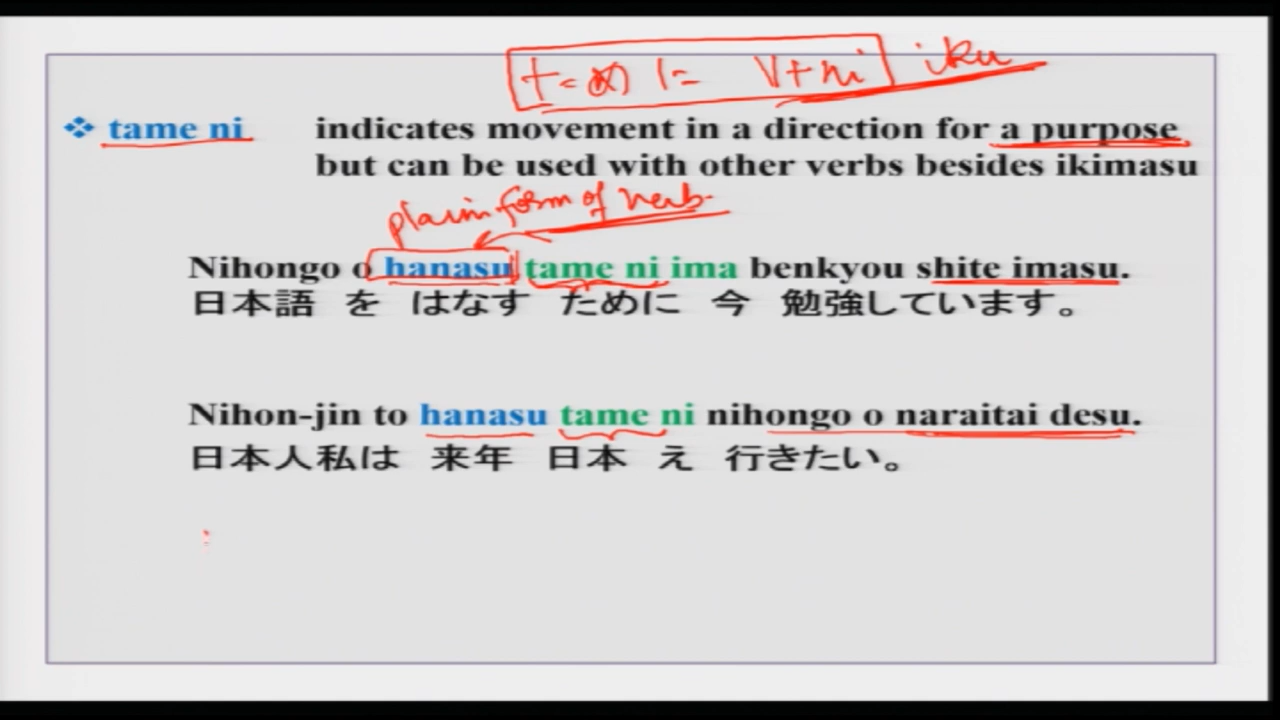 ために V+ni iku
❖ tame ni indicates movement in a direction for a purpose
but can be used with other verbs besides ikimasu
plain form of verb.
Nihongo o hanasu tame ni ima benkyou shite imasu.
日本語 を はなす ために 今 勉強しています。
Nihon-jin to hanasu tame ni nihongo o naraitai desu.
日本人私は 来年 日本 え 行きたい。